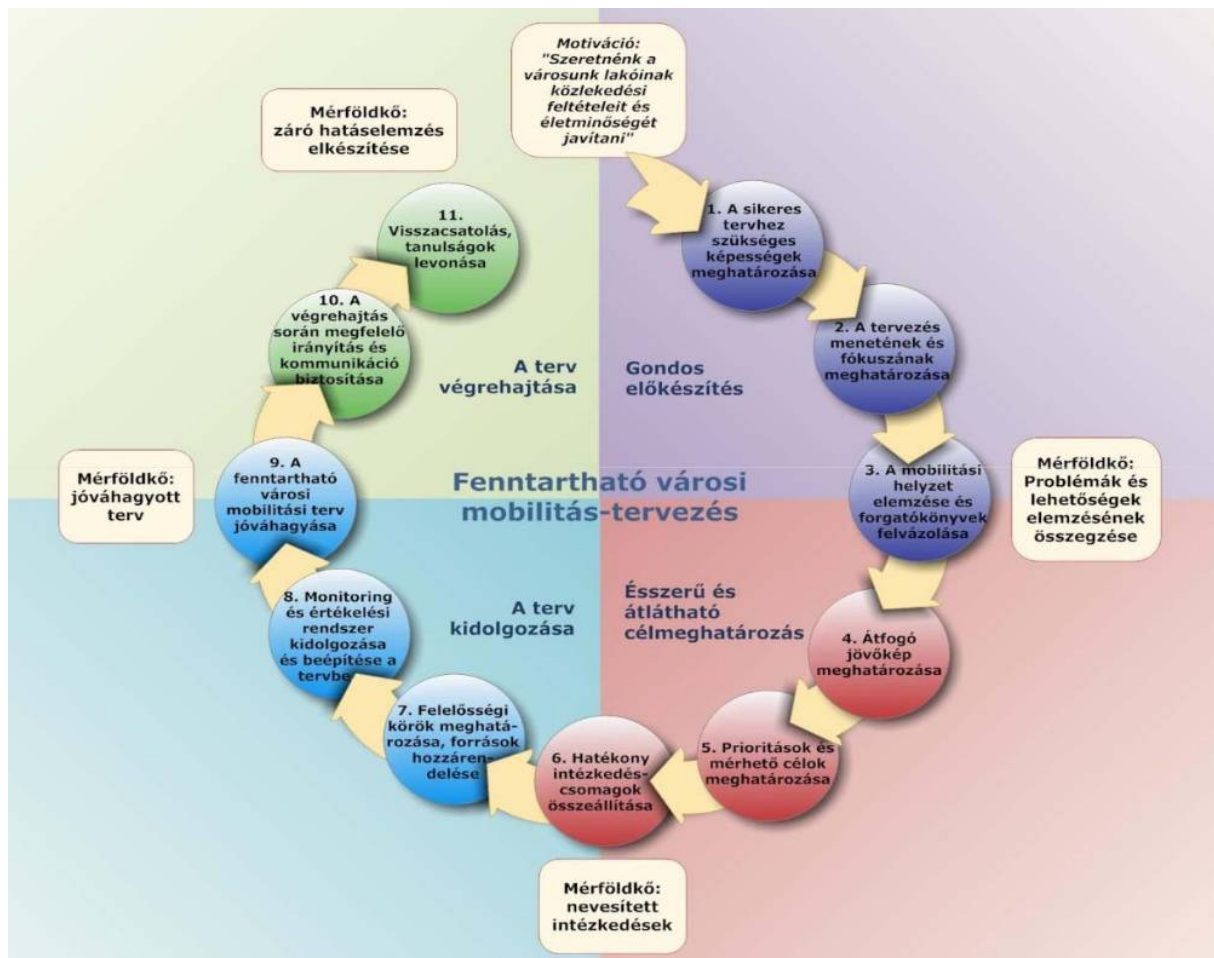 Motiváció:
"Szeretnénk a
városunk lakóinak
közlekedési
feltételeit és
életminőségét
javítani"
1. A sikeres
tervhez
szükséges
képességek
meghatározása
2. A tervezés
menetének és
fókuszának
meghatározása
3. A mobilitási
helyzet
elemzése és
forgatókönyvek
felvázolása
Mérföldkő:
Problémák és
lehetőségek
elemzésének
összegzése
4. Átfogó
jövőkép
meghatározása
5. Prioritások és
mérhető célok
meghatározása
6. Hatékony
intézkedés-
csomagok
összeállítása
Mérföldkő:
nevesített
intézkedések
7. Felelősségi
körök meghatá-
rozása, források
hozzáren-
delése
8. Monitoring
és értékelési
rendszer
kidolgozása
és beépítése a
tervbe
9. A
fenntartható
városi
mobilitási terv
jóváhagyása
Mérföldkő:
jóváhagyott
terv
10. A
végrehajtás
során megfelelő
irányítás és
kommunikáció
biztosítása
11.
Visszacsatolás,
tanulságok
levonása
Mérföldkő:
záró hatáselemzés
elkészítése
A terv
végrehajtása
Gondos
előkészítés
Fenntartható városi
mobilitás-tervezés
A terv
kidolgozása
Ésszerű és
átlátható
célmeghatározás